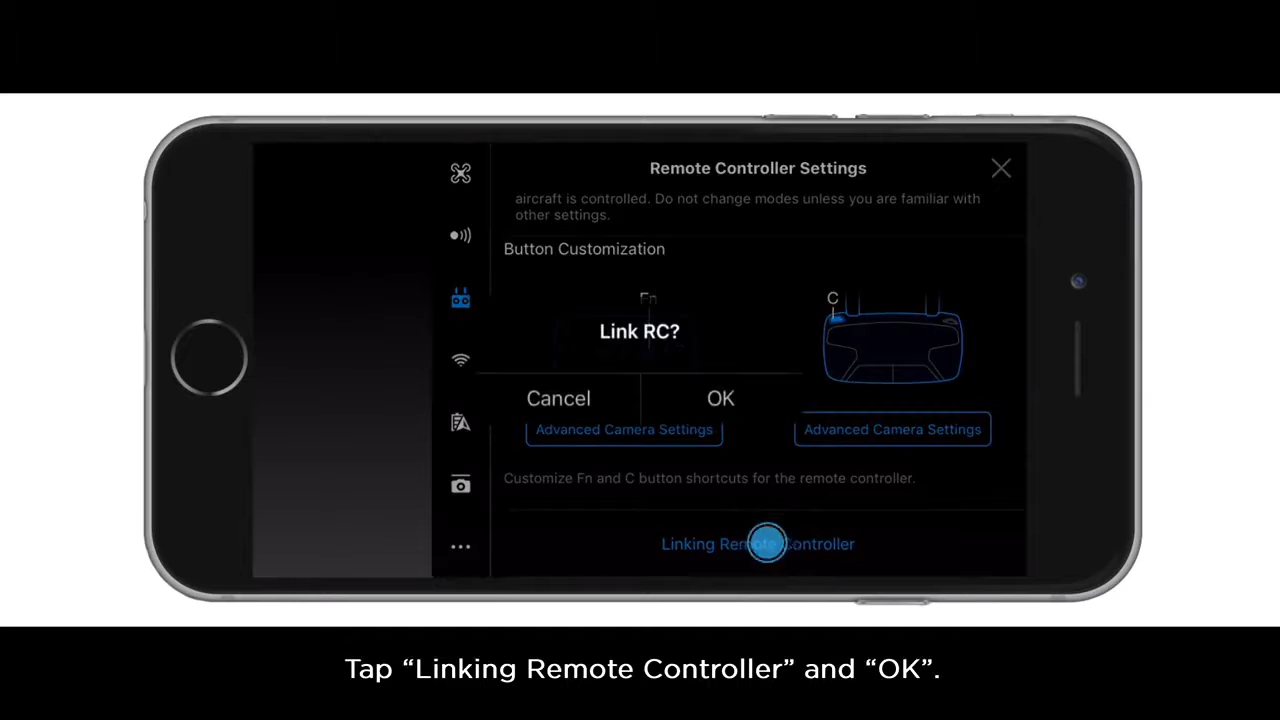 Remote Controller Settings
aircraft is controlled. Do not change modes unless you are familiar with
other settings.
Button Customization
Fn
C
Link RC?
Cancel
OK
Advanced Camera Settings
Advanced Camera Settings
Customize Fn and C button shortcuts for the remote controller.
Linking Remote Controller
Tap “Linking Remote Controller” and “OK”.